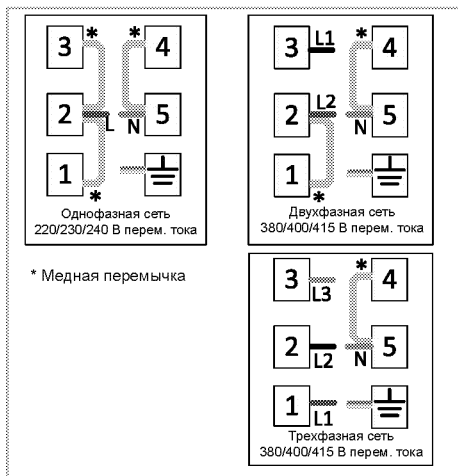 3 * * 4
2 L N 5
1 *
Однофазная сеть
220/230/240 В перем. тока
3 L1 * 4
2 L2 N 5
1 *
Двухфазная сеть
380/400/415 В перем. тока
* Медная перемычка
3 L3 * 4
2 L2 N 5
1 L1
Трехфазная сеть
380/400/415 В перем. тока